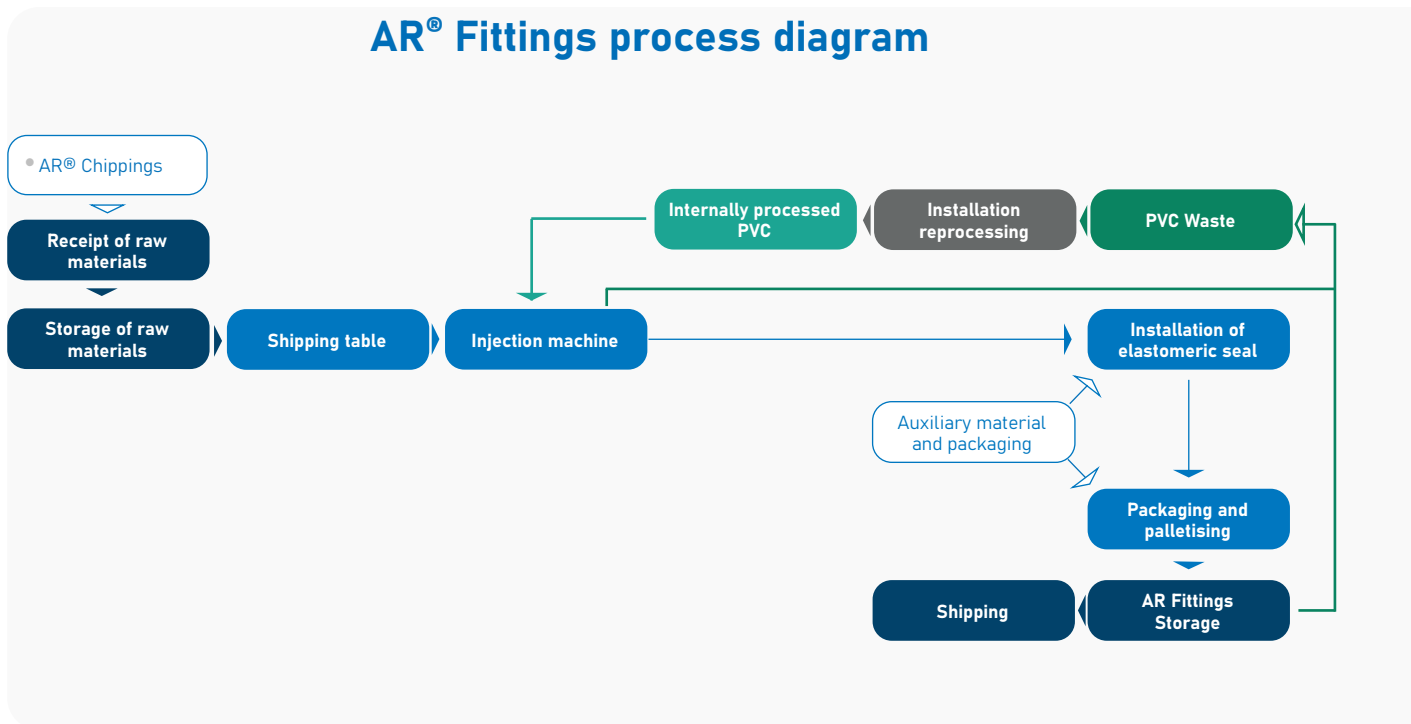 AR® Fittings process diagram
• AR® Chippings
Receipt of raw
materials
Storage of raw
materials
Shipping table
Injection machine
Internally processed
PVC
Installation
reprocessing
PVC Waste
Installation of
elastomeric seal
Auxiliary material
and packaging
Packaging and
palletising
Shipping
AR Fittings
Storage